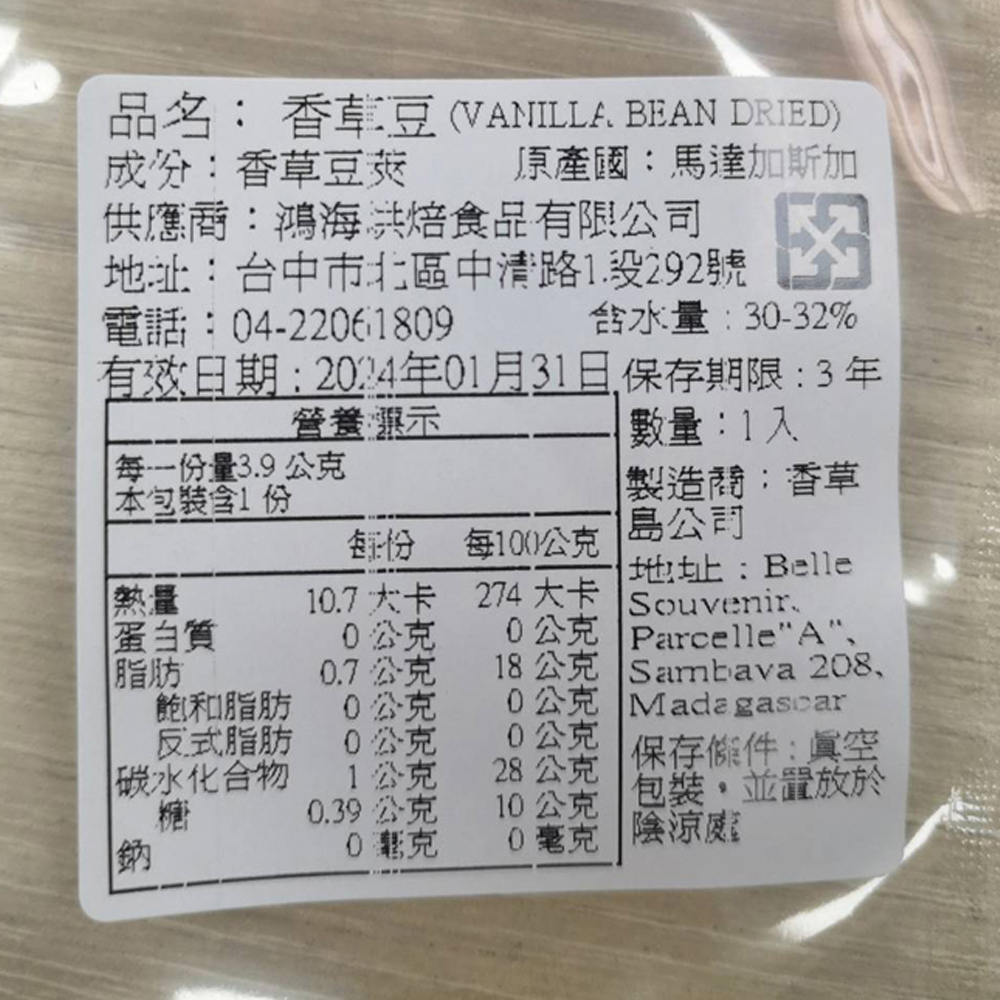 品名：香草豆 (VANILLA BEAN DRIED)
成份：香草豆莢 原產國：馬達加斯加
供應商：鴻海烘焙食品有限公司
地址：台中市北區中清路1段292號
電話：04-22061809 含水量：30-32%
有效日期：2024年01月31日 保存期限：3年
營養標示
每一份量3.9 公克
本包裝含1 份
每份 每100公克
熱量 10.7 大卡 274 大卡
蛋白質 0 公克 0 公克
脂肪 0.7 公克 18 公克
飽和脂肪 0 公克 0 公克
反式脂肪 0 公克 0 公克
碳水化合物 1 公克 28 公克
糖 0.39 公克 10 公克
鈉 0 毫克 0 毫克
數量：1入
製造商：香草
島公司
地址：Belle
Souvenir、
Parcelle"A"、
Sambava 208、
Madagascar
保存條件：真空
包裝，並置放於
陰涼處